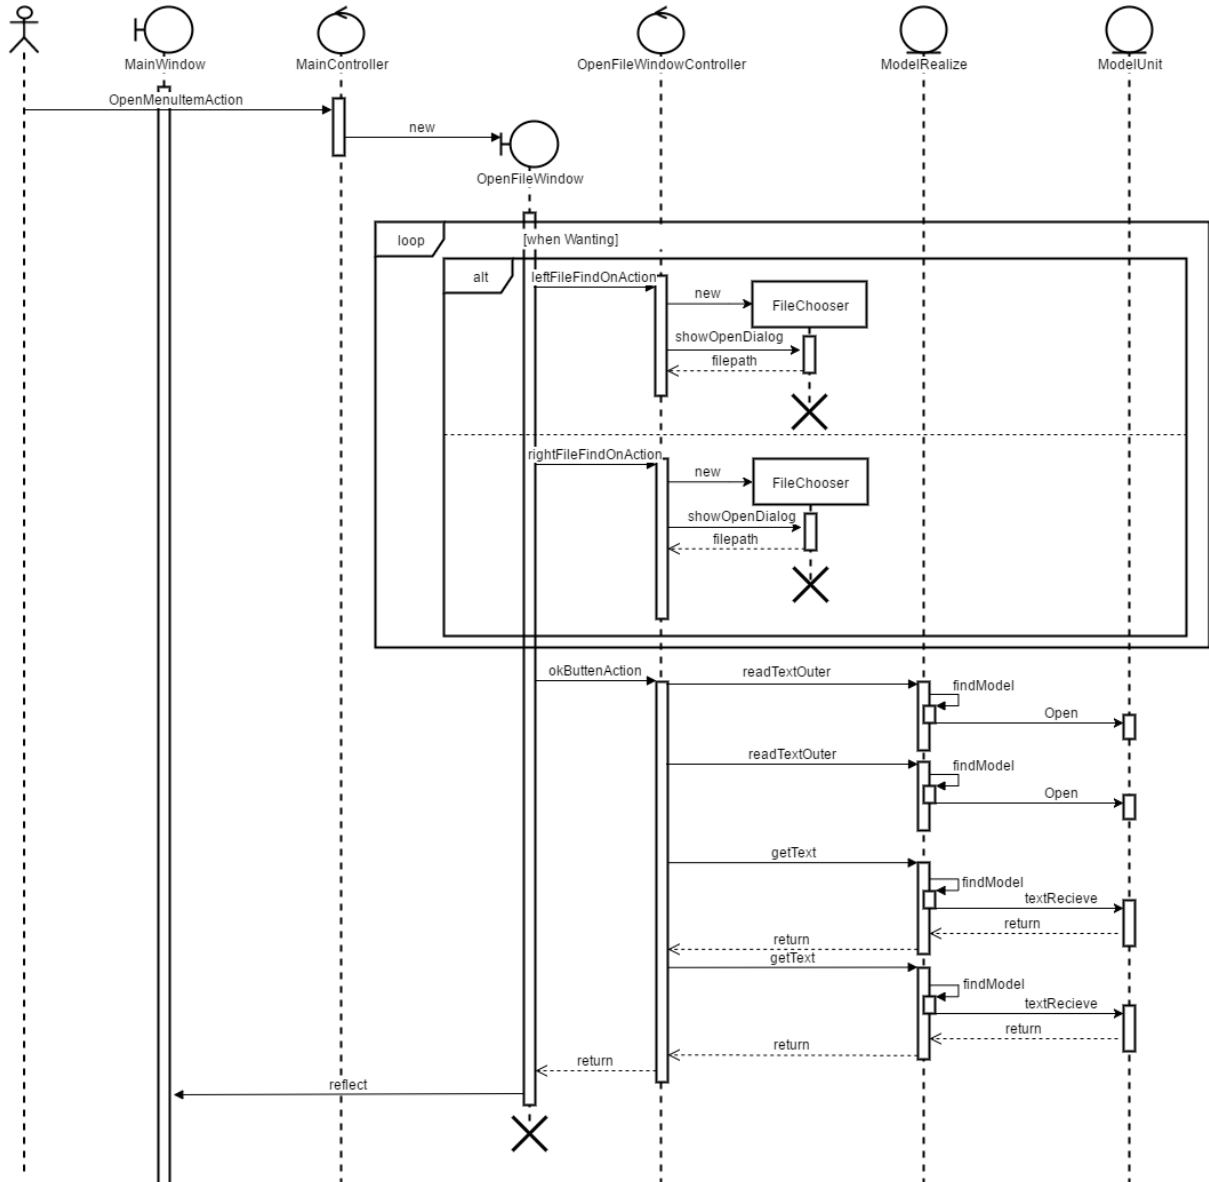 MainWindow
MainController
OpenFileWindowController
ModelRealize
ModelUnit
OpenMenuItemAction
new
OpenFileWindow
loop
[when Wanting]
alt
leftFileFindOnAction
new
FileChooser
showOpenDialog
filepath
rightFileFindOnAction
new
FileChooser
showOpenDialog
filepath
okButtenAction
readTextOuter
findModel
Open
readTextOuter
findModel
Open
getText
findModel
textRecieve
return
return
getText
findModel
textRecieve
return
return
return
reflect